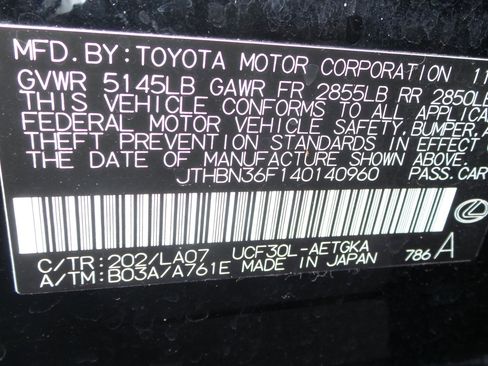 MFD.BY:TOYOTA MOTOR CORPORATION 11
GVWR 5145LB GAWR FR 2855LB RR 2850LB
THIS VEHICLE CONFORMS TO ALL APPLICA
FEDERAL MOTOR VEHICLE SAFETY,BUMPER,A
THEFT PREVENTION STANDARDS IN EFFECT
OF MANUFACTURE SHOWN ABOVE.
JTHBN36F140140960 PASS.CAR
C/TR:202/LA07 UCF30L-AETGKA
A/TM:B03A/A761E MADE IN JAPAN 786 A